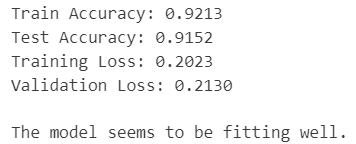 Train Accuracy: 0.9213
Test Accuracy: 0.9152
Training Loss: 0.2023
Validation Loss: 0.2130
The model seems to be fitting well.